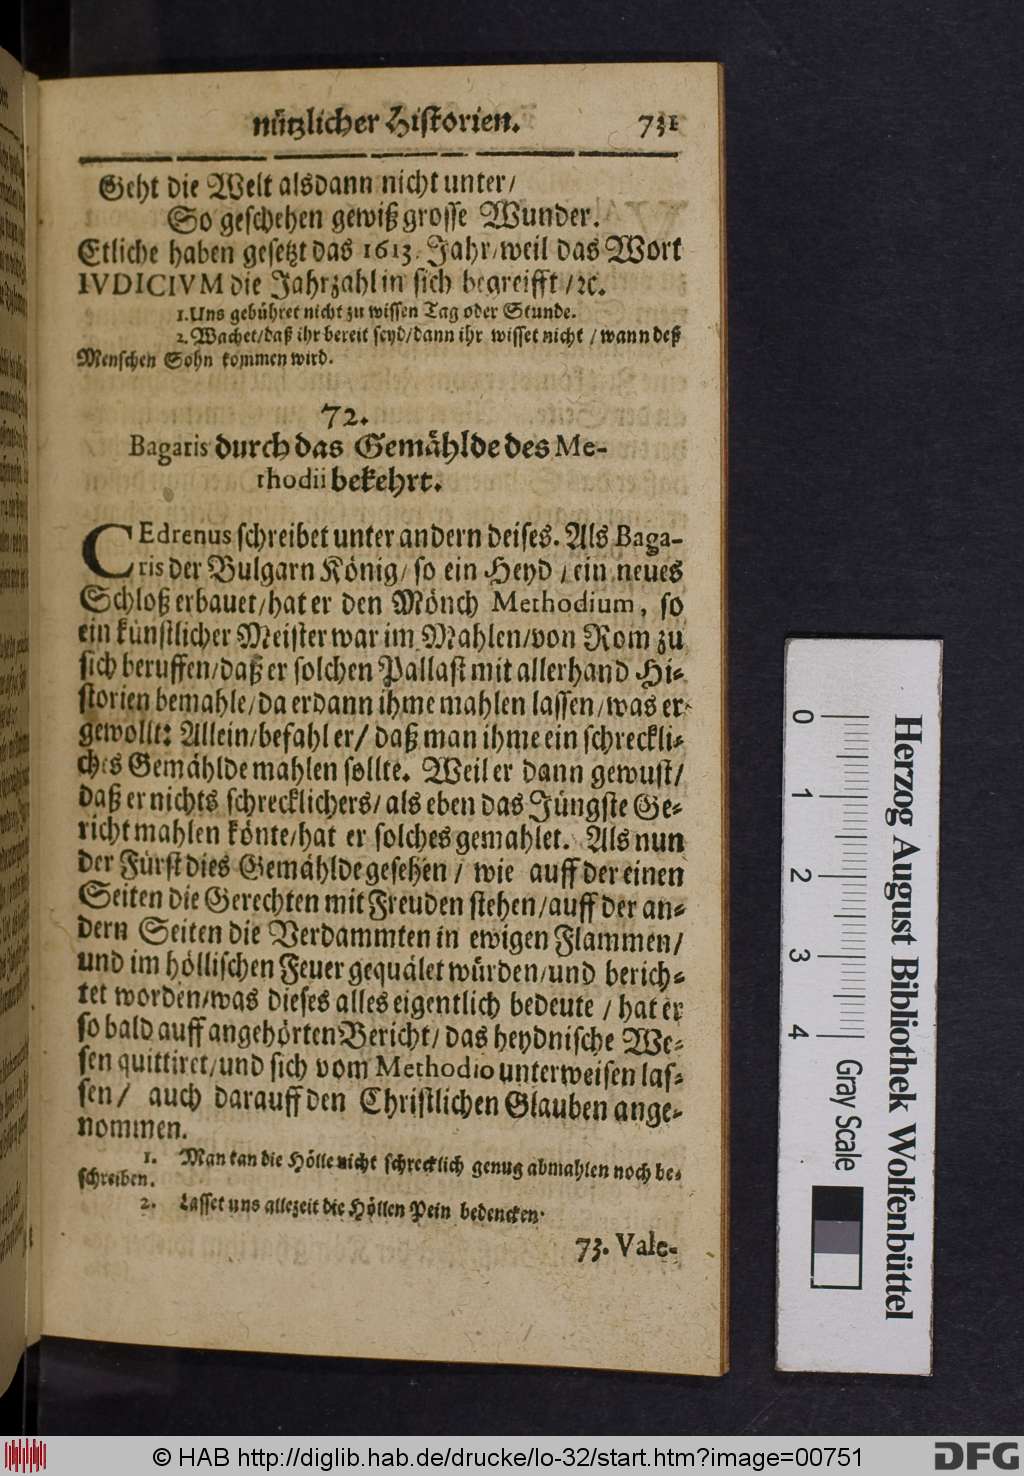 nützlicher Historien. 731
Geht die Welt alsdann nicht unter/
So geschehen gewiß grosse Wunder.
Etliche haben gesetzt das 1613. Jahr/weil das Wort
IVDICIVM die Jahrzahl in sich begreifft/ꝛc.
1. Uns gebühret nicht zu wissen Tag oder Stunde.
2. Wachet/daß ihr bereit seyd/dann ihr wisset nicht/wann deß
Menschen Sohn kommen wird.
72.
Bagaris durch das Gemählde des Me-
thodii bekehrt.
CEdrenus schreibet unter andern deises. Als Baga-
ris der Bulgarn König/so ein Heyd/ein neues
Schloß erbauet/hat er den Mönch Methodium, so
ein künstlicher Meister war im Mahlen/von Rom zu
sich beruffen/daß er solchen Pallast mit allerhand Hi-
storien bemahle/da er dann ihme mahlen lassen/was er
gewollt: Allein/befahl er/daß man ihme ein schreckli-
ches Gemählde mahlen sollte. Weil er dann gewust/
daß er nichts schrecklichers/als eben das Jüngste Ge-
richt mahlen könte/hat er solches gemahlet. Als nun
der Fürst dies Gemählde gesehen/wie auff der einen
Seiten die Gerechten mit Freuden stehen/auff der an-
dern Seiten die Verdammten in ewigen Flammen/
und im höllischen Feuer gequälet würden/und berich-
tet worden/was dieses alles eigentlich bedeute/hat er
so bald auff angehörten Bericht/das heydnische We-
sen quittiret/und sich vom Methodio unterweisen las-
sen/ auch darauff den Christlichen Glauben ange-
nommen.
1. Man kan die Hölle nicht schrecklich genug abmahlen noch be-
schreiben.
2. Lasset uns allezeit die Höllen Pein bedencken.
73. Vale-
0 1 2 3 4 Gray Scale
Herzog August Bibliothek Wolfenbüttel
© HAB http://diglib.hab.de/drucke/lo-32/start.htm?image=00751
DFG